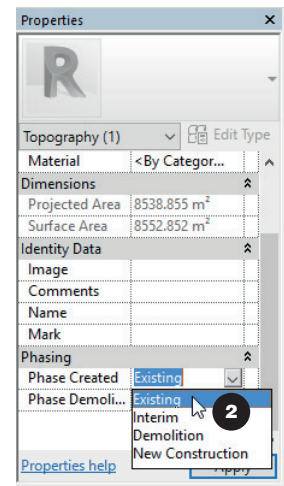 Properties X
R
Topography (1) Edit Type
Material <By Categor...
Dimensions
Projected Area 8538.855 m²
Surface Area 8552.852 m²
Identity Data
Image
Comments
Name
Mark
Phasing
Phase Created Existing
Phase Demoli... Existing
2
Interim
Demolition
New Construction
Properties help Apply